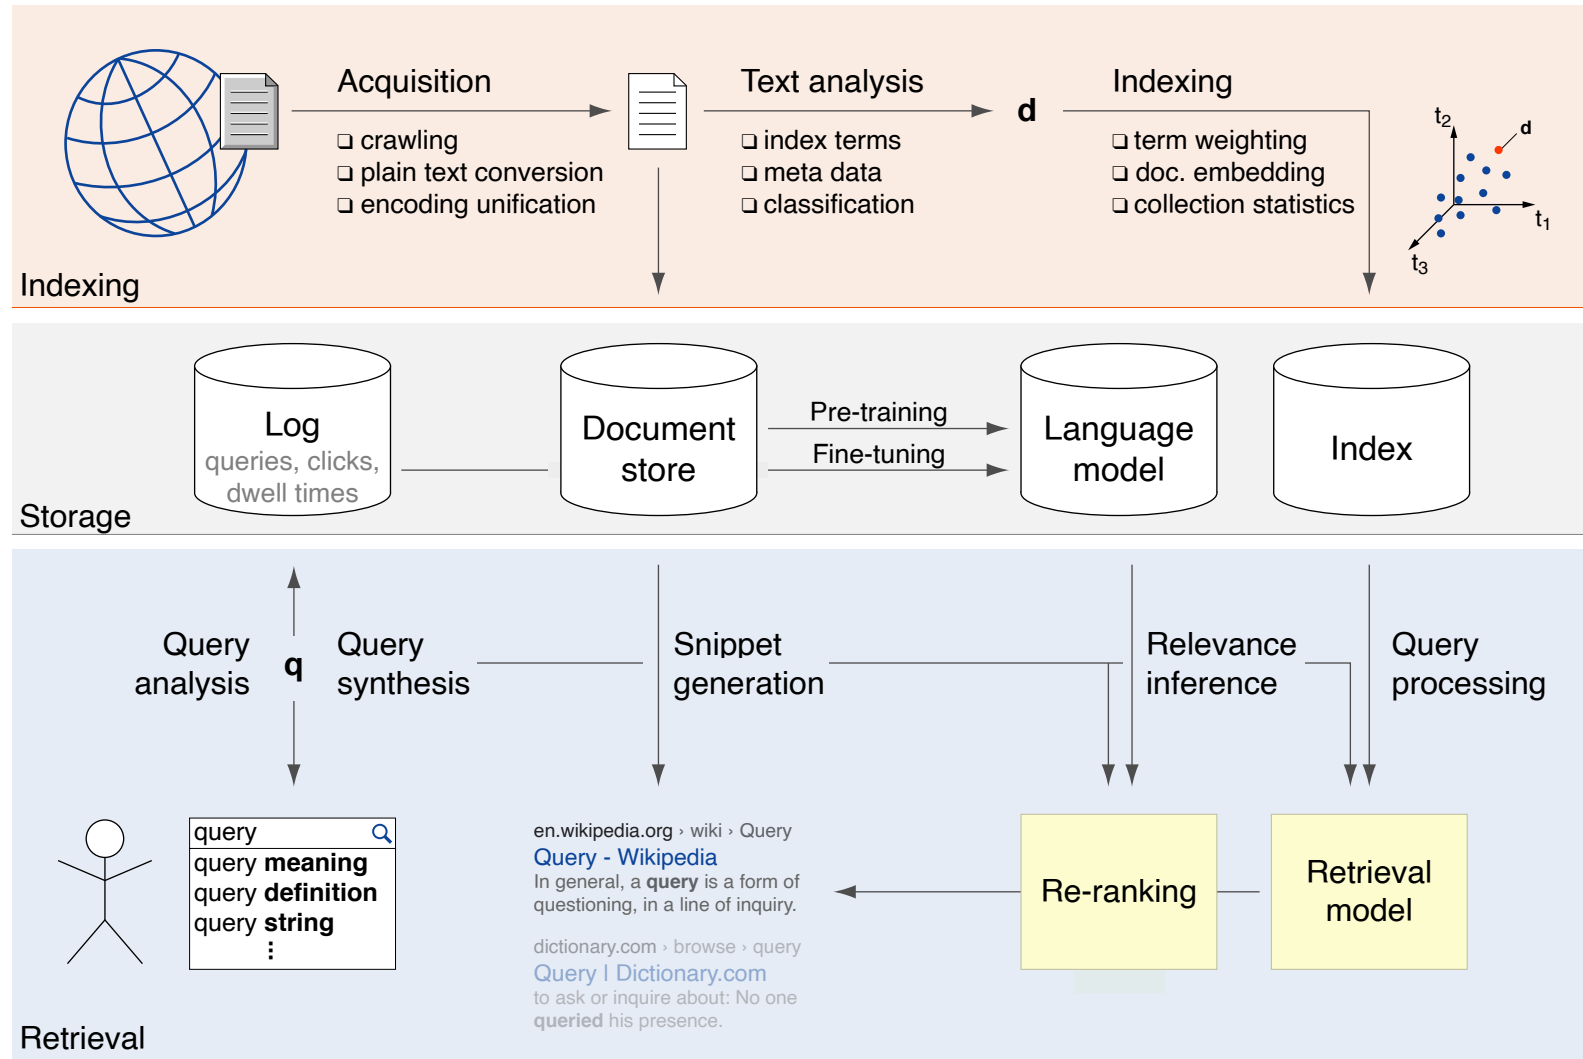 Acquisition
❏ crawling
❏ plain text conversion
❏ encoding unification
Text analysis
❏ index terms
❏ meta data
❏ classification
d
Indexing
❏ term weighting
❏ doc. embedding
❏ collection statistics
t2
d
t1
t3
Indexing
Log
queries, clicks,
dwell times
Document
store
Pre-training
Fine-tuning
Language
model
Index
Storage
Query
analysis
q
Query
synthesis
Snippet
generation
Relevance
inference
Query
processing
query
query meaning
query definition
query string
⋮
en.wikipedia.org › wiki › Query
Query - Wikipedia
In general, a query is a form of
questioning, in a line of inquiry.
dictionary.com › browse › query
Query | Dictionary.com
to ask or inquire about: No one
queried his presence.
Re-ranking
Retrieval
model
Retrieval